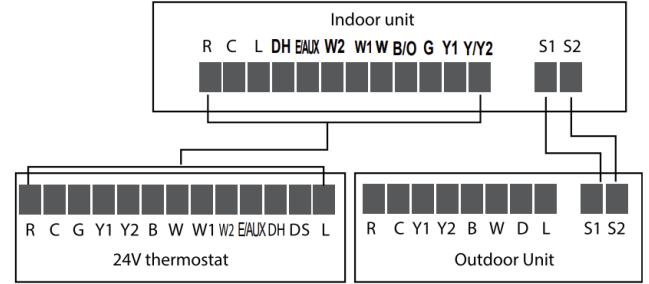 Indoor unit
R C L DH E/AUX W2 W1 W B/O G Y1 Y/Y2 S1 S2
R C G Y1 Y2 B W W1 W2 E/AUX DH DS L
24V thermostat
R C Y1 Y2 B W D L S1 S2
Outdoor Unit